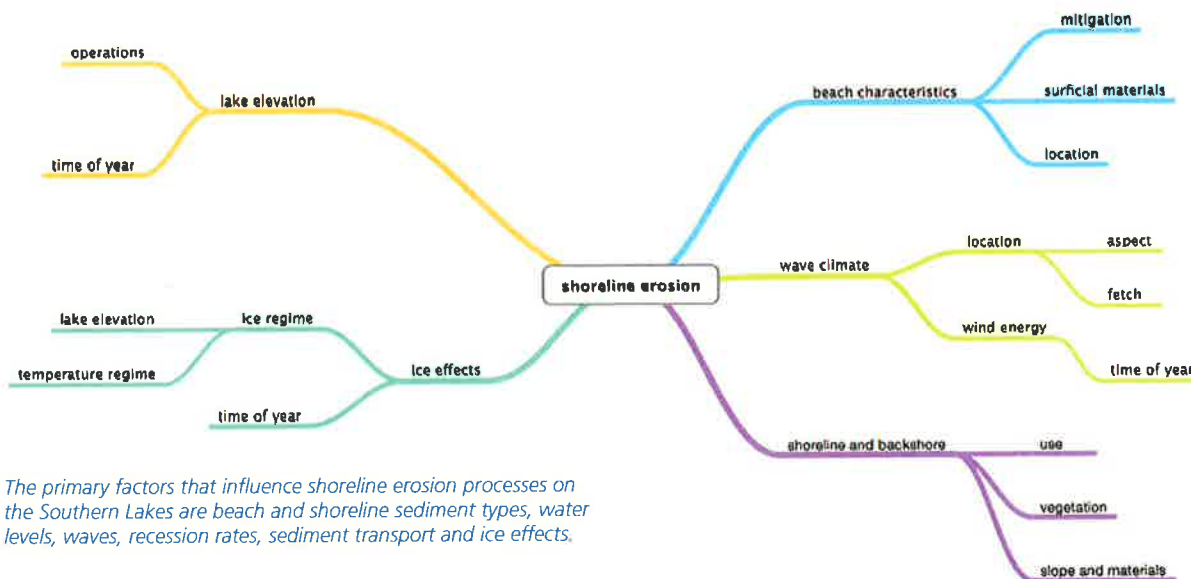 mitigation
operations
beach characteristics
surficial materials
lake elevation
location
time of year
location
aspect
wave climate
shoreline erosion
fetch
lake elevation
ice regime
wind energy
temperature regime
ice effects
time of year
time of year
shoreline and backshore
use
vegetation
slope and materials
The primary factors that influence shoreline erosion processes on
the Southern Lakes are beach and shoreline sediment types, water
levels, waves, recession rates, sediment transport and ice effects.